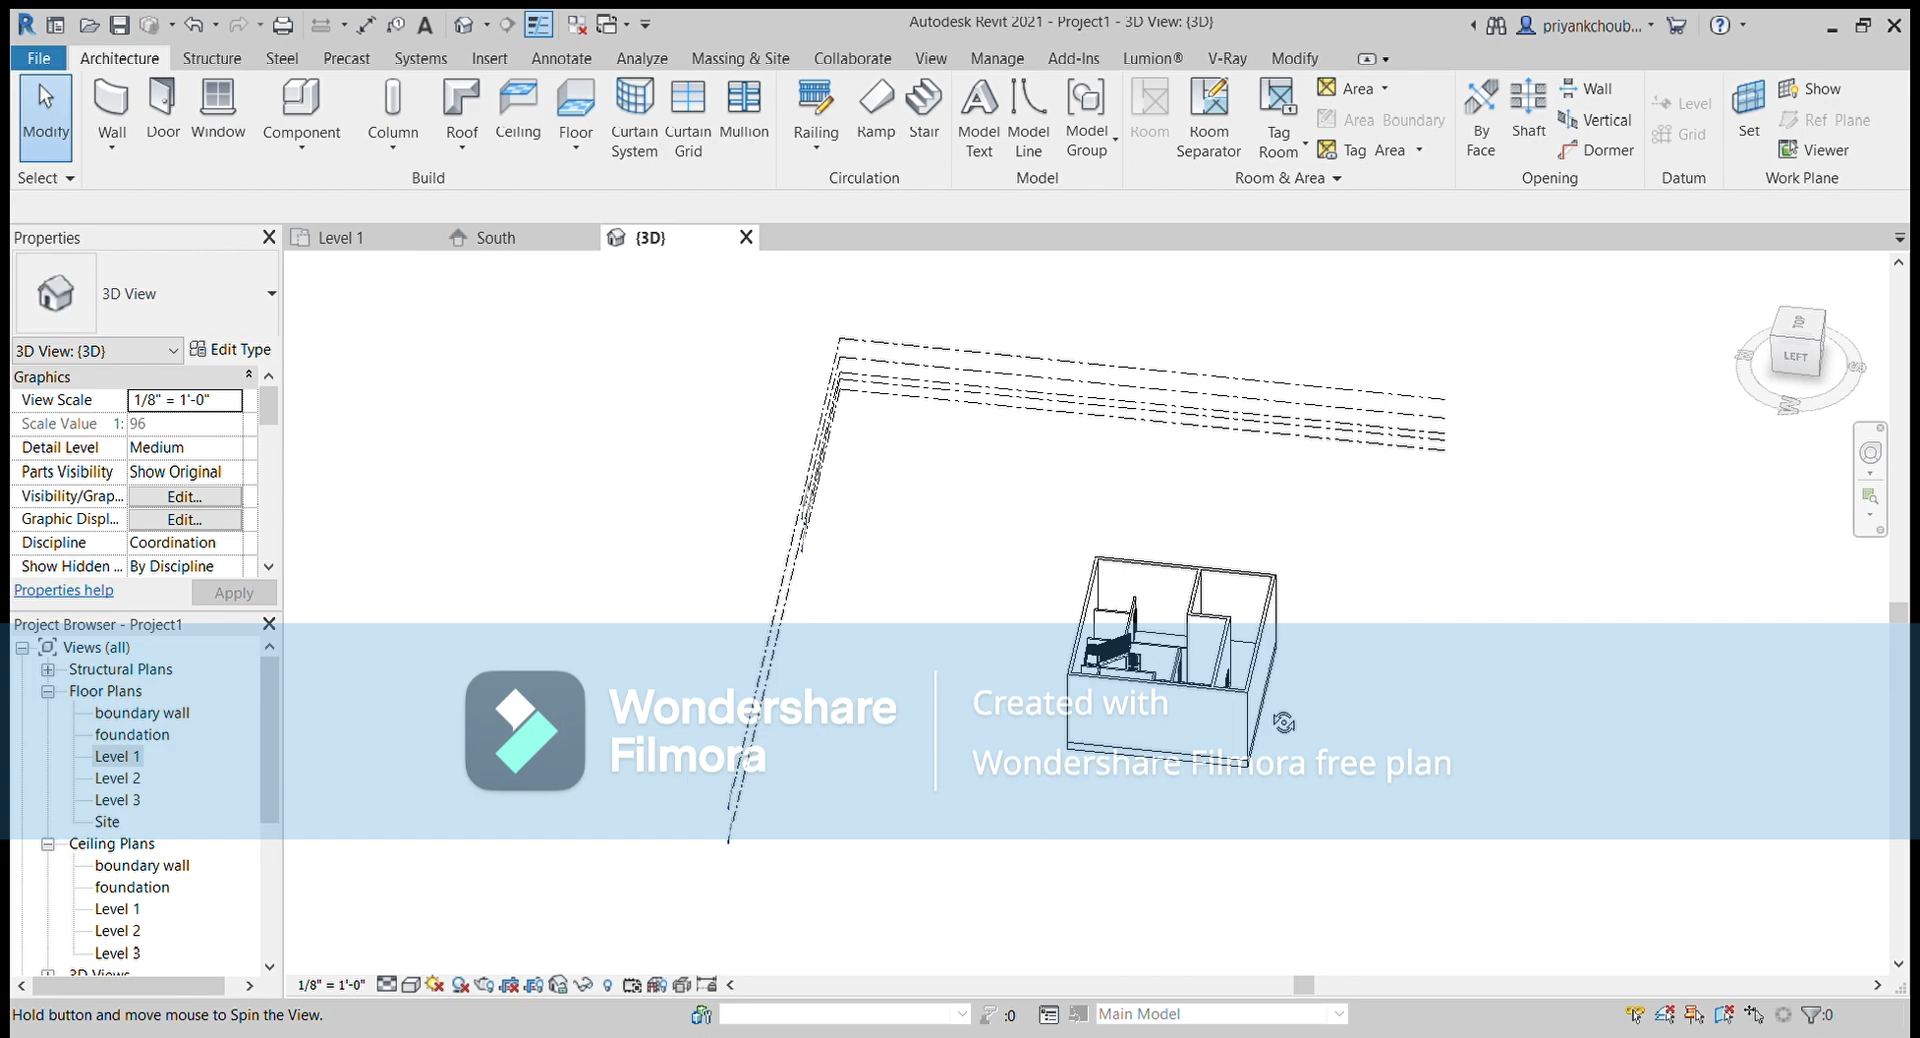 Autodesk Revit 2021 - Project1 - 3D View: {3D}
priyankchoub...
File Architecture Structure Steel Precast Systems Insert Annotate Analyze Massing & Site Collaborate View Manage Add-Ins Lumion® V-Ray Modify
Modify
Wall
Door
Window
Component
Column
Roof
Ceiling
Floor
Curtain System
Curtain Grid
Mullion
Railing
Ramp
Stair
Model Text
Model Line
Model Group
Room
Room Separator
Tag Room
Area
Area Boundary
Tag Area
By Face
Shaft
Wall
Vertical
Dormer
Level
Grid
Set
Show
Ref Plane
Viewer
Select
Build
Circulation
Model
Room & Area
Opening
Datum
Work Plane
Properties
Level 1
South
{3D}
3D View
3D View: {3D}
Edit Type
Graphics
View Scale 1/8" = 1'-0"
Scale Value 1: 96
Detail Level Medium
Parts Visibility Show Original
Visibility/Grap... Edit...
Graphic Displ... Edit...
Discipline Coordination
Show Hidden ... By Discipline
Properties help
Apply
Project Browser - Project1
Views (all)
Structural Plans
Floor Plans
boundary wall
foundation
Level 1
Level 2
Level 3
Site
Ceiling Plans
boundary wall
foundation
Level 1
Level 2
Level 3
3D Views
TOP
LEFT
Wondershare
Filmora
Created with
Wondershare Filmora free plan
1/8" = 1'-0"
Hold button and move mouse to Spin the View.
:0
Main Model
:0